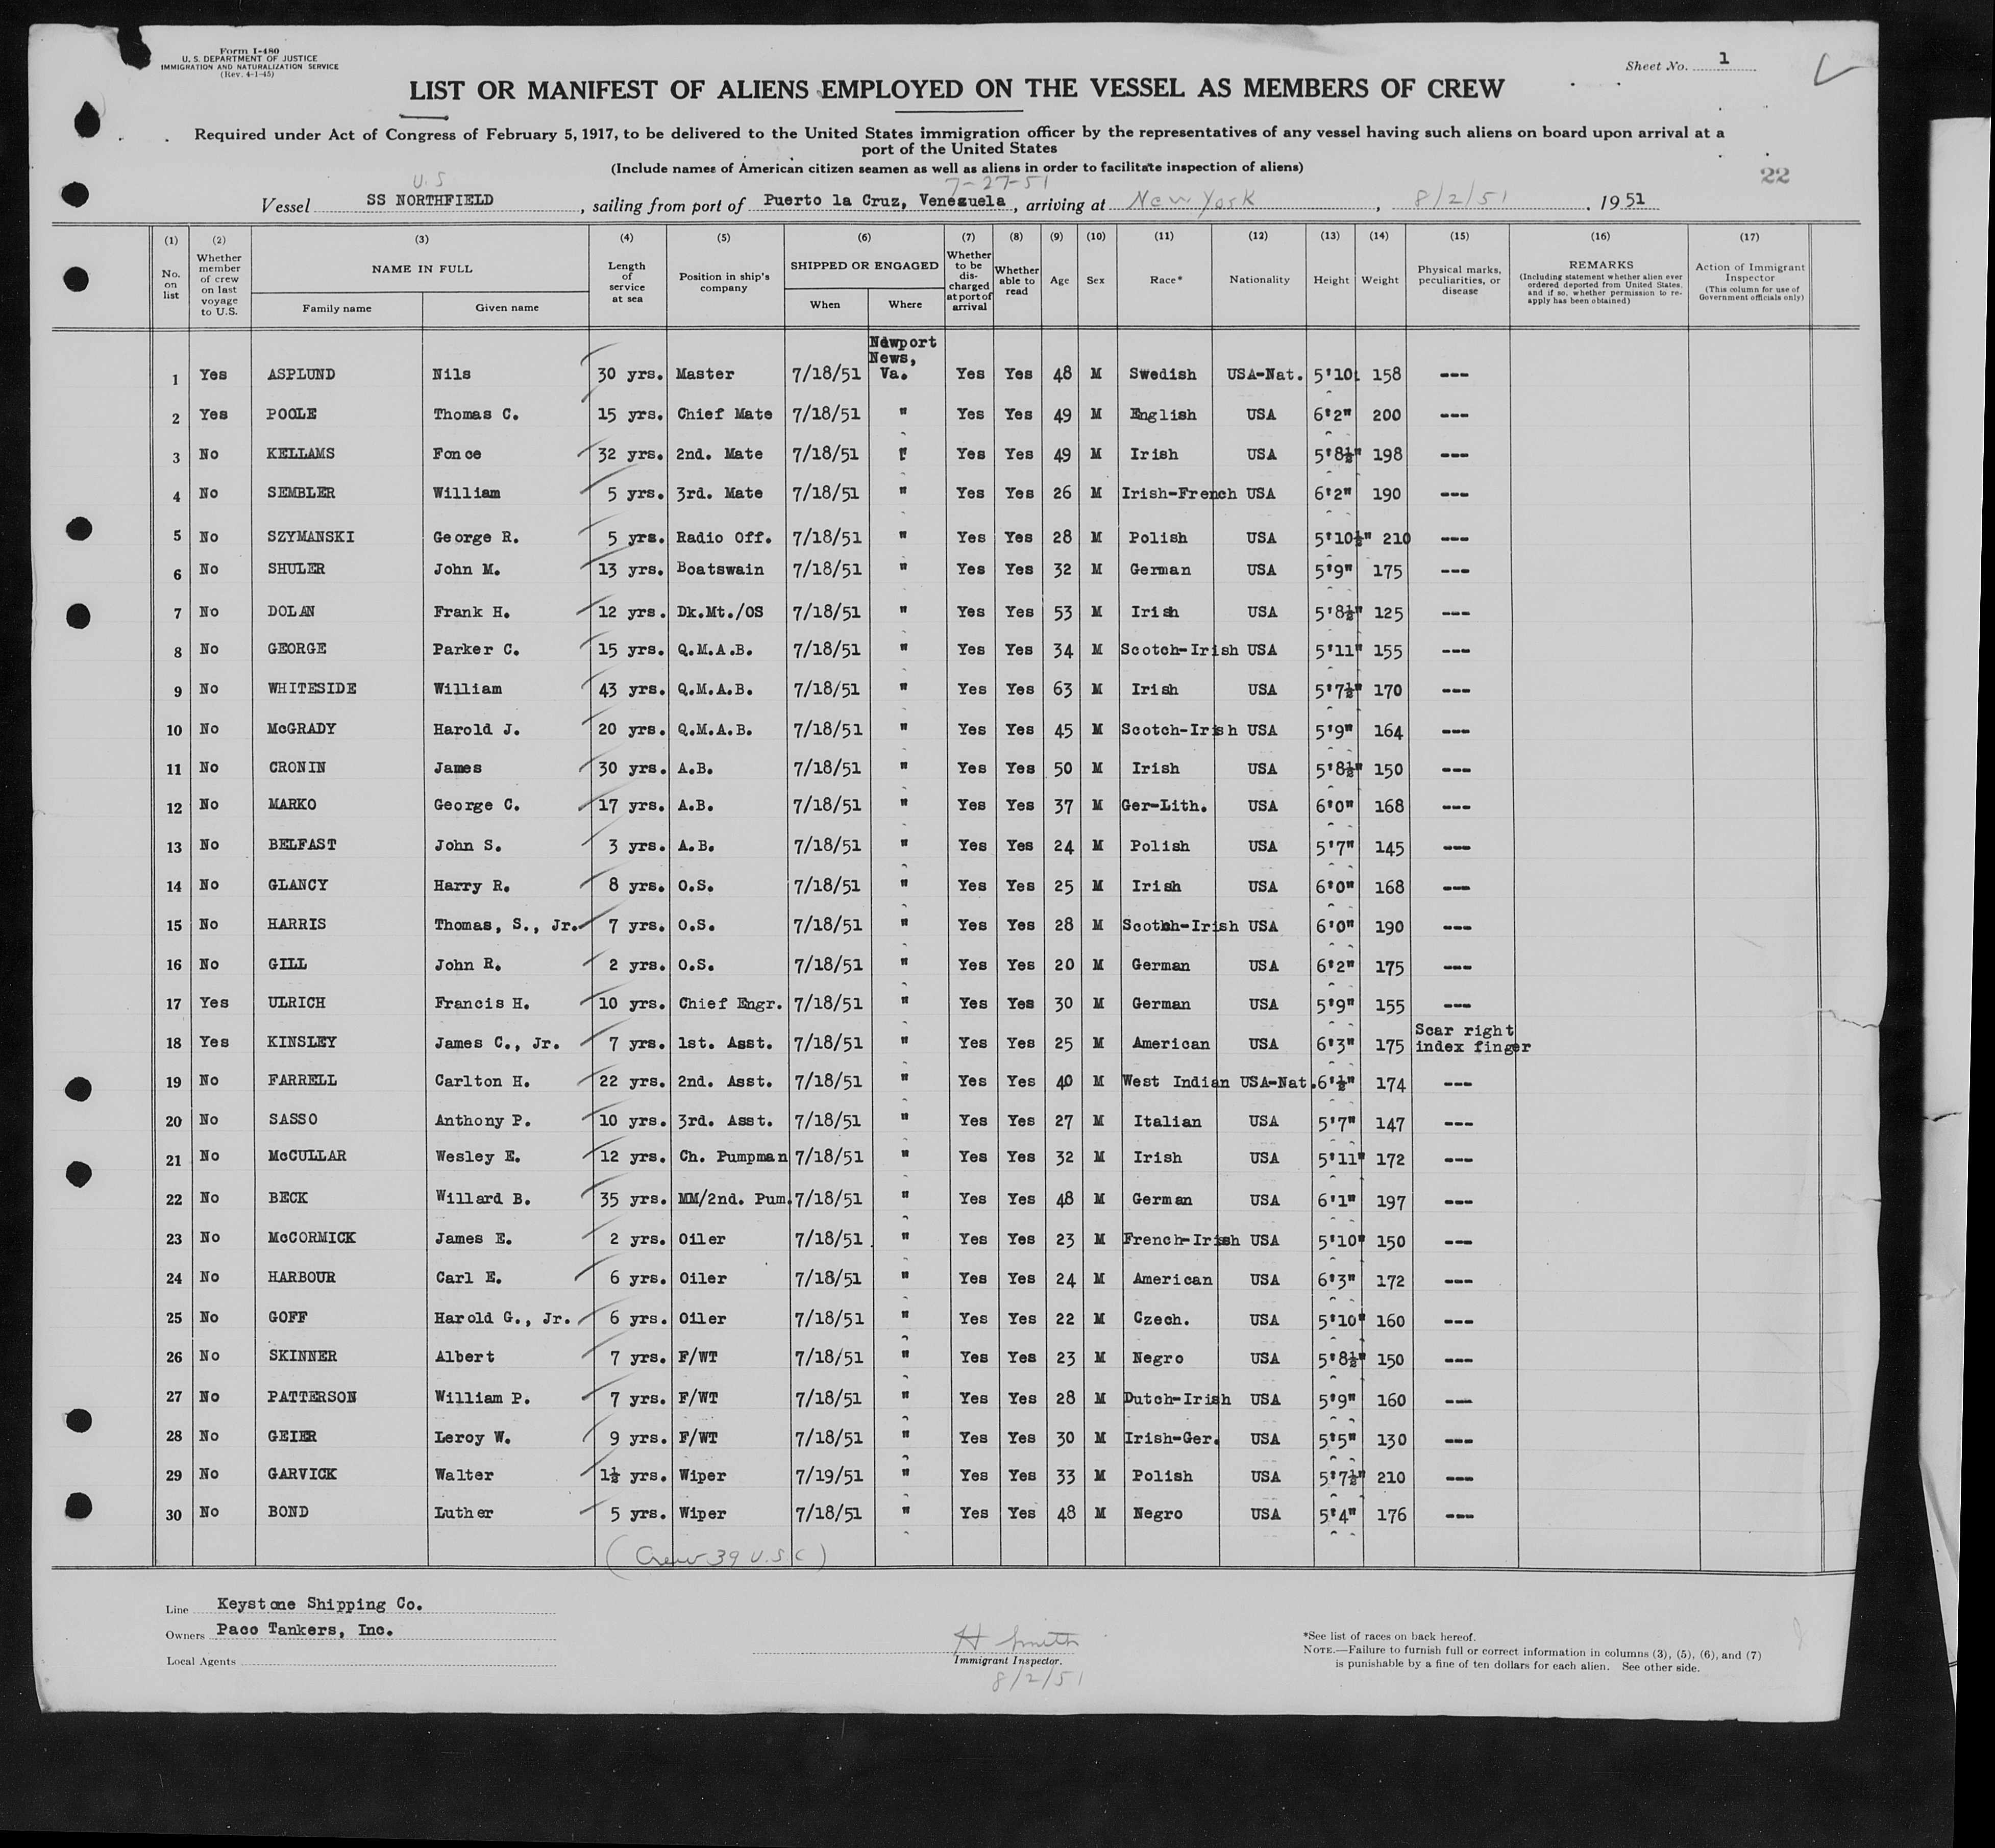 Form I-480
U. S. DEPARTMENT OF JUSTICE
IMMIGRATION AND NATURALIZATION SERVICE
(Rev. 4-1-45)
Sheet No. 1
LIST OR MANIFEST OF ALIENS EMPLOYED ON THE VESSEL AS MEMBERS OF CREW
Required under Act of Congress of February 5, 1917, to be delivered to the United States immigration officer by the representatives of any vessel having such aliens on board upon arrival at a
port of the United States
(Include names of American citizen seamen as well as aliens in order to facilitate inspection of aliens)
22
U.S 7-27-51
Vessel SS NORTHFIELD, sailing from port of Puerto la Cruz, Venezuela, arriving at New York, 8/2/51. 1951
(1) (2) (3) (4) (5) (6) (7) (8) (9) (10) (11) (12) (13) (14) (15) (16) (17)
No. on list
Whether member of crew on last voyage to U.S.
NAME IN FULL
Family name Given name
Length of service at sea
Position in ship's company
SHIPPED OR ENGAGED
When Where
Whether to be discharged at port of arrival
Whether able to read
Age
Sex
Race*
Nationality
Height
Weight
Physical marks, peculiarities, or disease
REMARKS
(Including statement whether alien ever ordered deported from United States, and if so, whether permission to re-apply has been obtained)
Action of Immigrant Inspector
(This column for use of Government officials only)
Newport
News,
1 Yes ASPLUND Nils 30 yrs. Master 7/18/51 Va. Yes Yes 48 M Swedish USA-Nat. 5'10 158 ---
2 Yes POOLE Thomas C. 15 yrs. Chief Mate 7/18/51 " Yes Yes 49 M English USA 6'2" 200 ---
3 No KELLAMS Fonce 32 yrs. 2nd. Mate 7/18/51 " Yes Yes 49 M Irish USA 5'8½" 198 ---
4 No SEMBLER William 5 yrs. 3rd. Mate 7/18/51 " Yes Yes 26 M Irish-French USA 6'2" 190 ---
5 No SZYMANSKI George R. 5 yrs. Radio Off. 7/18/51 " Yes Yes 28 M Polish USA 5'10½" 210 ---
6 No SHULER John M. 13 yrs. Boatswain 7/18/51 " Yes Yes 32 M German USA 5'9" 175 ---
7 No DOLAN Frank H. 12 yrs. Dk.Mt./OS 7/18/51 " Yes Yes 53 M Irish USA 5'8½" 125 ---
8 No GEORGE Parker C. 15 yrs. Q.M.A.B. 7/18/51 " Yes Yes 34 M Scotch-Irish USA 5'11" 155 ---
9 No WHITESIDE William 43 yrs. Q.M.A.B. 7/18/51 " Yes Yes 63 M Irish USA 5'7½" 170 ---
10 No McGRADY Harold J. 20 yrs. Q.M.A.B. 7/18/51 " Yes Yes 45 M Scotch-Irish USA 5'9" 164 ---
11 No CRONIN James 30 yrs. A.B. 7/18/51 " Yes Yes 50 M Irish USA 5'8½" 150 ---
12 No MARKO George C. 17 yrs. A.B. 7/18/51 " Yes Yes 37 M Ger-Lith. USA 6'0" 168 ---
13 No BELFAST John S. 3 yrs. A.B. 7/18/51 " Yes Yes 24 M Polish USA 5'7" 145 ---
14 No GLANCY Harry R. 8 yrs. O.S. 7/18/51 " Yes Yes 25 M Irish USA 6'0" 168 ---
15 No HARRIS Thomas, S., Jr. 7 yrs. O.S. 7/18/51 " Yes Yes 28 M Scotch-Irish USA 6'0" 190 ---
16 No GILL John R. 2 yrs. O.S. 7/18/51 " Yes Yes 20 M German USA 6'2" 175 ---
17 Yes ULRICH Francis H. 10 yrs. Chief Engr. 7/18/51 " Yes Yes 30 M German USA 5'9" 155 ---
18 Yes KINSLEY James C., Jr. 7 yrs. 1st. Asst. 7/18/51 " Yes Yes 25 M American USA 6'3" 175 Scar right index finger
19 No FARRELL Carlton H. 22 yrs. 2nd. Asst. 7/18/51 " Yes Yes 40 M West Indian USA-Nat. 6'½" 174 ---
20 No SASSO Anthony P. 10 yrs. 3rd. Asst. 7/18/51 " Yes Yes 27 M Italian USA 5'7" 147 ---
21 No McCULLAR Wesley E. 12 yrs. Ch. Pumpman 7/18/51 " Yes Yes 32 M Irish USA 5'11" 172 ---
22 No BECK Willard B. 35 yrs. MM/2nd. Pum. 7/18/51 " Yes Yes 48 M German USA 6'1" 197 ---
23 No McCORMICK James E. 2 yrs. Oiler 7/18/51 " Yes Yes 23 M French-Irish USA 5'10" 150 ---
24 No HARBOUR Carl E. 6 yrs. Oiler 7/18/51 " Yes Yes 24 M American USA 6'3" 172 ---
25 No GOFF Harold G., Jr. 6 yrs. Oiler 7/18/51 " Yes Yes 22 M Czech. USA 5'10" 160 ---
26 No SKINNER Albert 7 yrs. F/WT 7/18/51 " Yes Yes 23 M Negro USA 5'8½" 150 ---
27 No PATTERSON William P. 7 yrs. F/WT 7/18/51 " Yes Yes 28 M Dutch-Irish USA 5'9" 160 ---
28 No GEIER Leroy W. 9 yrs. F/WT 7/18/51 " Yes Yes 30 M Irish-Ger. USA 5'5" 130 ---
29 No GARVICK Walter 1½ yrs. Wiper 7/19/51 " Yes Yes 33 M Polish USA 5'7½" 210 ---
30 No BOND Luther 5 yrs. Wiper 7/18/51 " Yes Yes 48 M Negro USA 5'4" 176 ---
(Crew 39 U.S.C)
Line Keystone Shipping Co.
Owners Paco Tankers, Inc.
Local Agents
H Smith
Immigrant Inspector.
8/2/51
*See list of races on back hereof.
NOTE.—Failure to furnish full or correct information in columns (3), (5), (6), and (7)
is punishable by a fine of ten dollars for each alien. See other side.